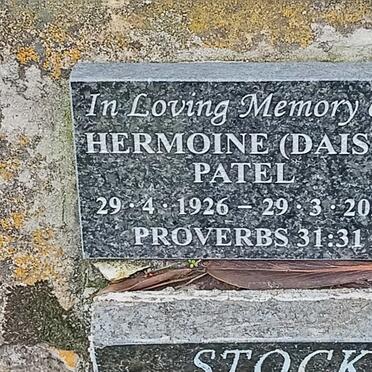 In Loving Memory
HERMOINE (DAIS
PATEL
29 · 4 · 1926 – 29 · 3 · 20
PROVERBS 31:31
STOCK